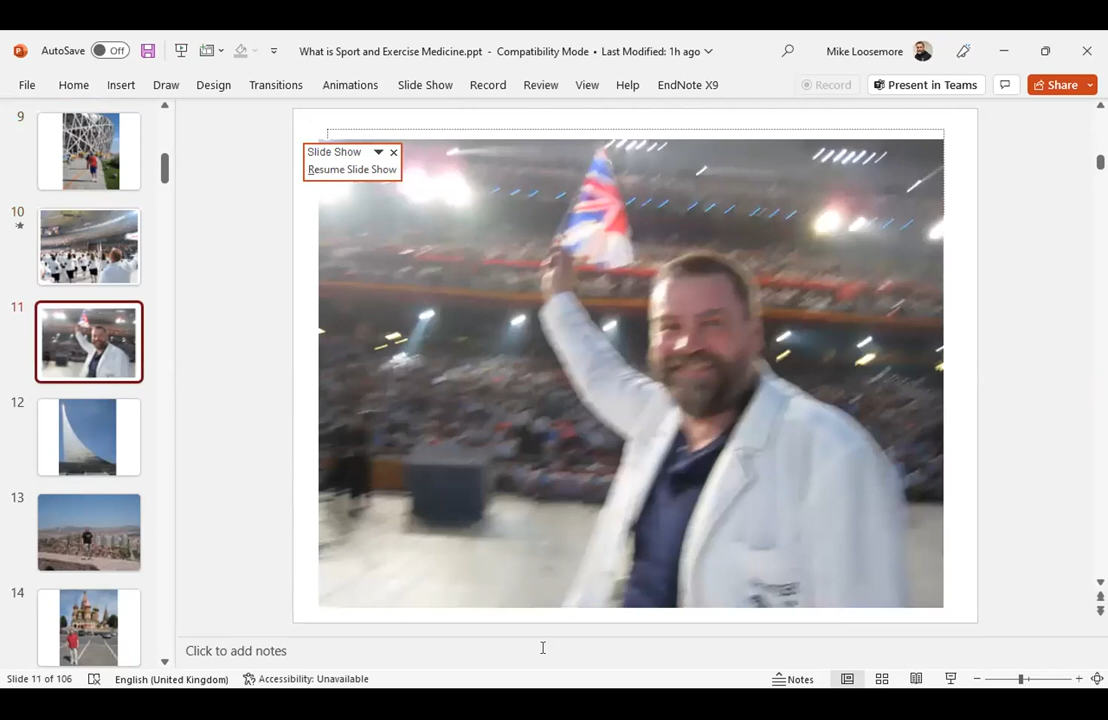 AutoSave Off What is Sport and Exercise Medicine.ppt - Compatibility Mode • Last Modified: 1h ago Mike Loosemore
File Home Insert Draw Design Transitions Animations Slide Show Record Review View Help EndNote X9 Record Present in Teams Share
9
10
11
12
13
14
Slide Show
Resume Slide Show
Click to add notes
Slide 11 of 106 English (United Kingdom) Accessibility: Unavailable Notes